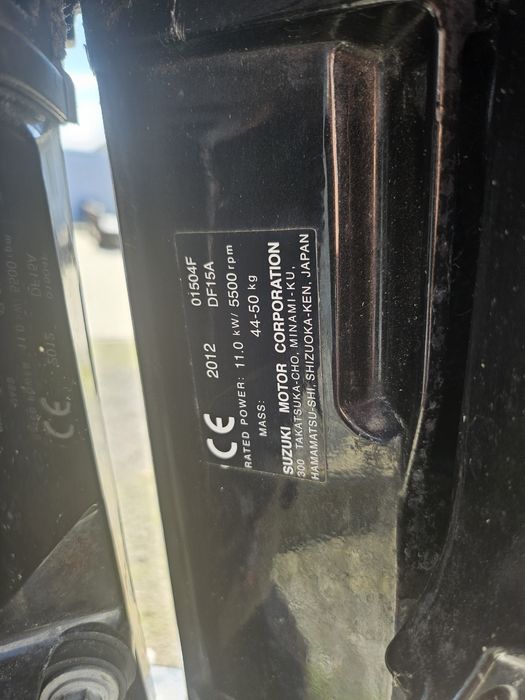 CE 2012 01504F
DF15A
RATED POWER: 11.0 kW/ 5500 rpm
MASS: 44-50 kg
SUZUKI MOTOR CORPORATION
300 TAKATSUKA-CHO, MINAMI-KU,
HAMAMATSU-SHI, SHIZUOKA-KEN, JAPAN